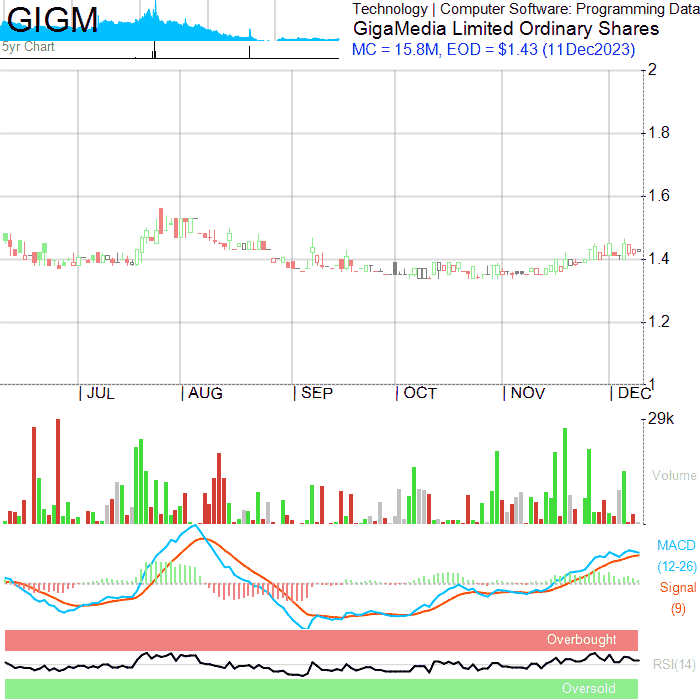 GIGM
5yr Chart
Technology | Computer Software: Programming Data
GigaMedia Limited Ordinary Shares
MC = 15.8M, EOD = $1.43 (11Dec2023)
2
1.8
1.6
1.4
1.2
1
| JUL | AUG | SEP | OCT | NOV | DEC
29k
Volume
MACD
(12-26)
Signal
(9)
Overbought
RSI(14)
Oversold